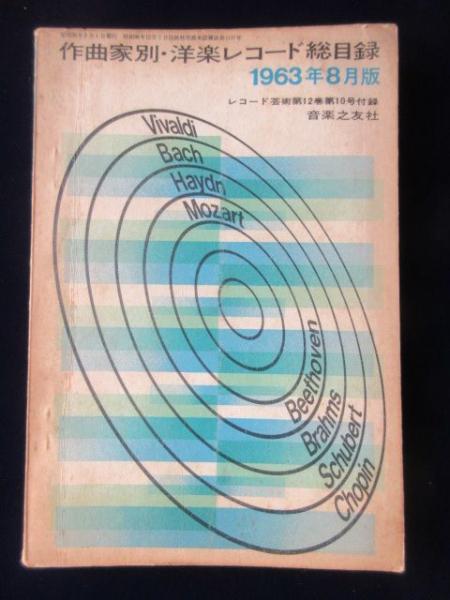 作曲家別・洋楽レコード総目録
1963年8月版
レコード芸術第12巻第10号付録
音楽之友社
Vivaldi
Bach
Haydn
Mozart
Beethoven
Brahms
Schubert
Chopin